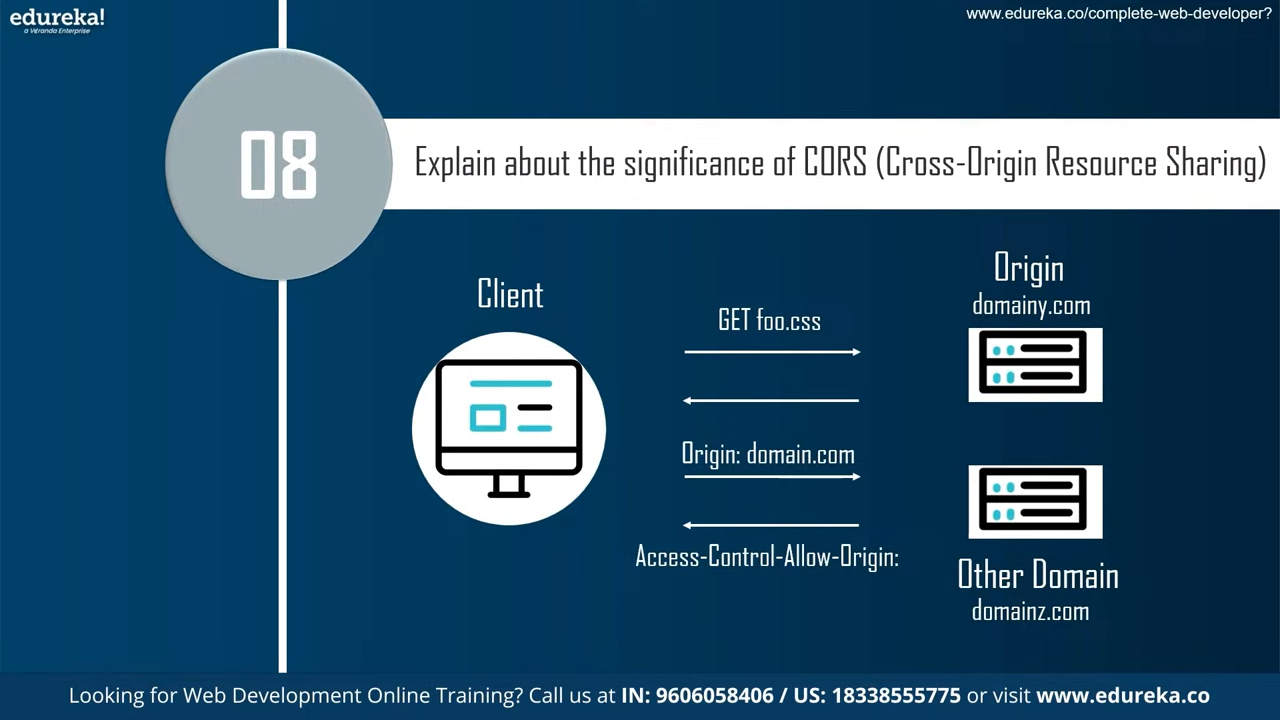 edureka!
a Veranda Enterprise
www.edureka.co/complete-web-developer?
08
Explain about the significance of CORS (Cross-Origin Resource Sharing)
Client
GET foo.css
Origin
domainy.com
Origin: domain.com
Access-Control-Allow-Origin:
Other Domain
domainz.com
Looking for Web Development Online Training? Call us at IN: 9606058406 / US: 18338555775 or visit www.edureka.co